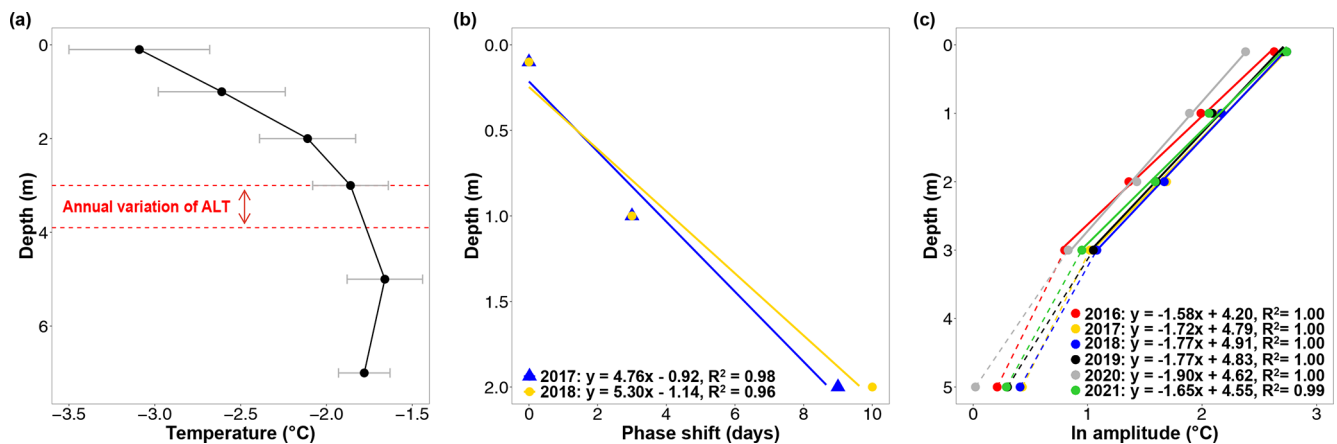 (a)
0
2
4
6
Depth (m)
Annual variation of ALT
−3.5
−3.0
−2.5
−2.0
−1.5
Temperature (°C)
(b)
0.0
0.5
1.0
1.5
2.0
Depth (m)
2017: y = 4.76x - 0.92, R² = 0.98
2018: y = 5.30x - 1.14, R² = 0.96
0
2
4
6
8
10
Phase shift (days)
(c)
0
1
2
3
4
5
Depth (m)
2016: y = -1.58x + 4.20, R²= 1.00
2017: y = -1.72x + 4.79, R²= 1.00
2018: y = -1.77x + 4.91, R²= 1.00
2019: y = -1.77x + 4.83, R²= 1.00
2020: y = -1.90x + 4.62, R²= 1.00
2021: y = -1.65x + 4.55, R²= 0.99
0
1
2
3
ln amplitude (°C)